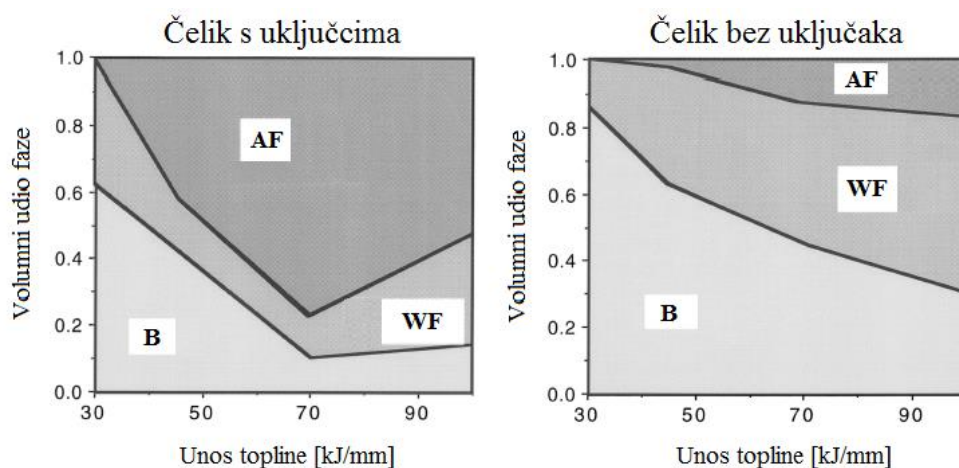 Čelik s uključcima
Volumni udio faze
1.0
0.8
0.6
0.4
0.2
0.0
AF
WF
B
30
50
70
90
Unos topline [kJ/mm]
Čelik bez uključaka
Volumni udio faze
1.0
0.8
0.6
0.4
0.2
0.0
AF
WF
B
30
50
70
90
Unos topline [kJ/mm]